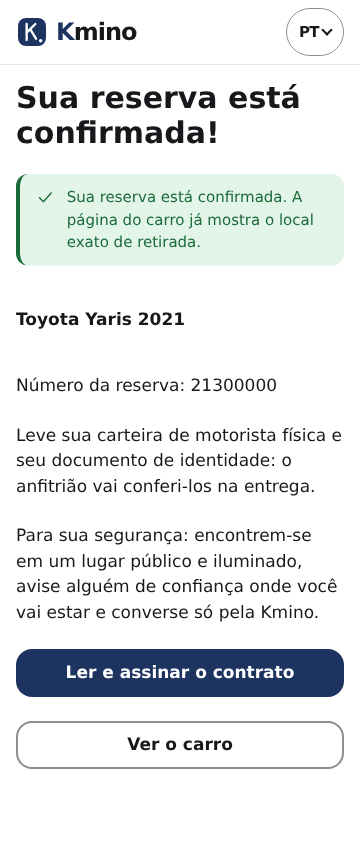 K. Kmino
PT
Sua reserva está
confirmada!
Sua reserva está confirmada. A
página do carro já mostra o local
exato de retirada.
Toyota Yaris 2021
Número da reserva: 21300000
Leve sua carteira de motorista física e
seu documento de identidade: o
anfitrião vai conferi-los na entrega.
Para sua segurança: encontrem-se
em um lugar público e iluminado,
avise alguém de confiança onde você
vai estar e converse só pela Kmino.
Ler e assinar o contrato
Ver o carro